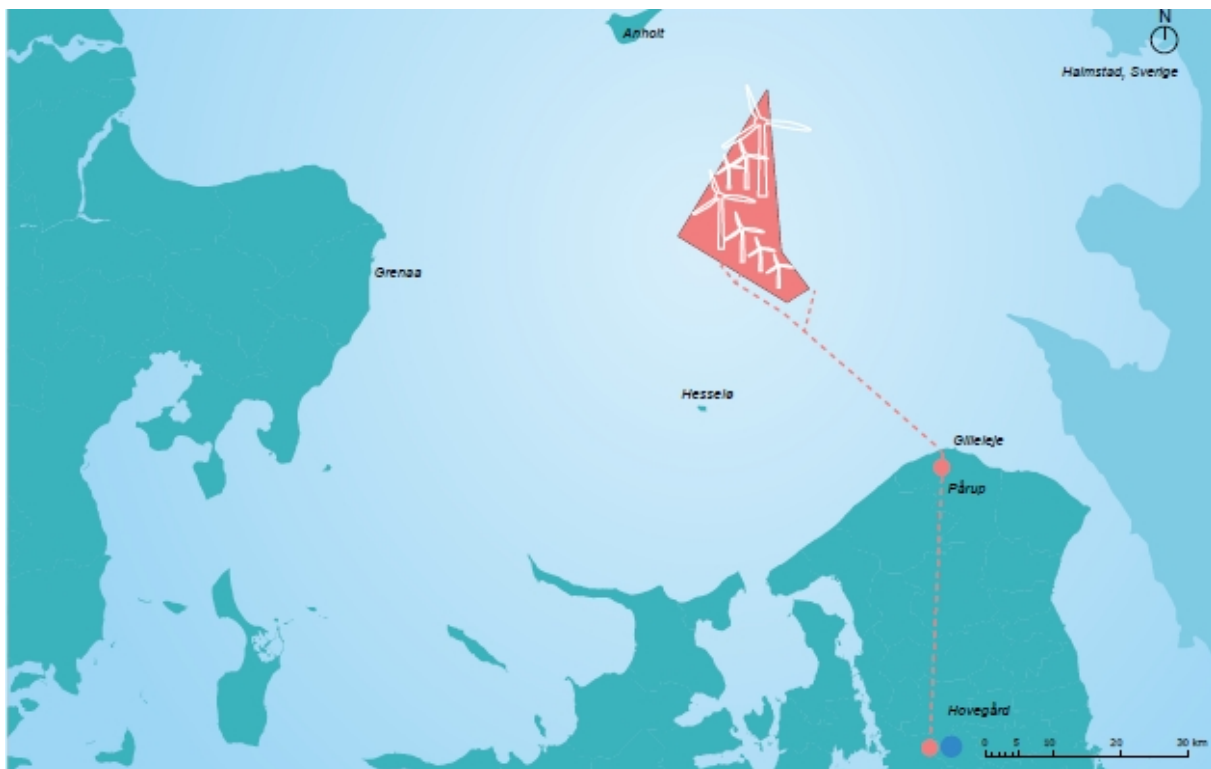 Anholt
N
Halmstad, Sverige
Grenaa
Hesselø
Gilleleje
Pårup
Hovegård
0 5 10 20 30 km